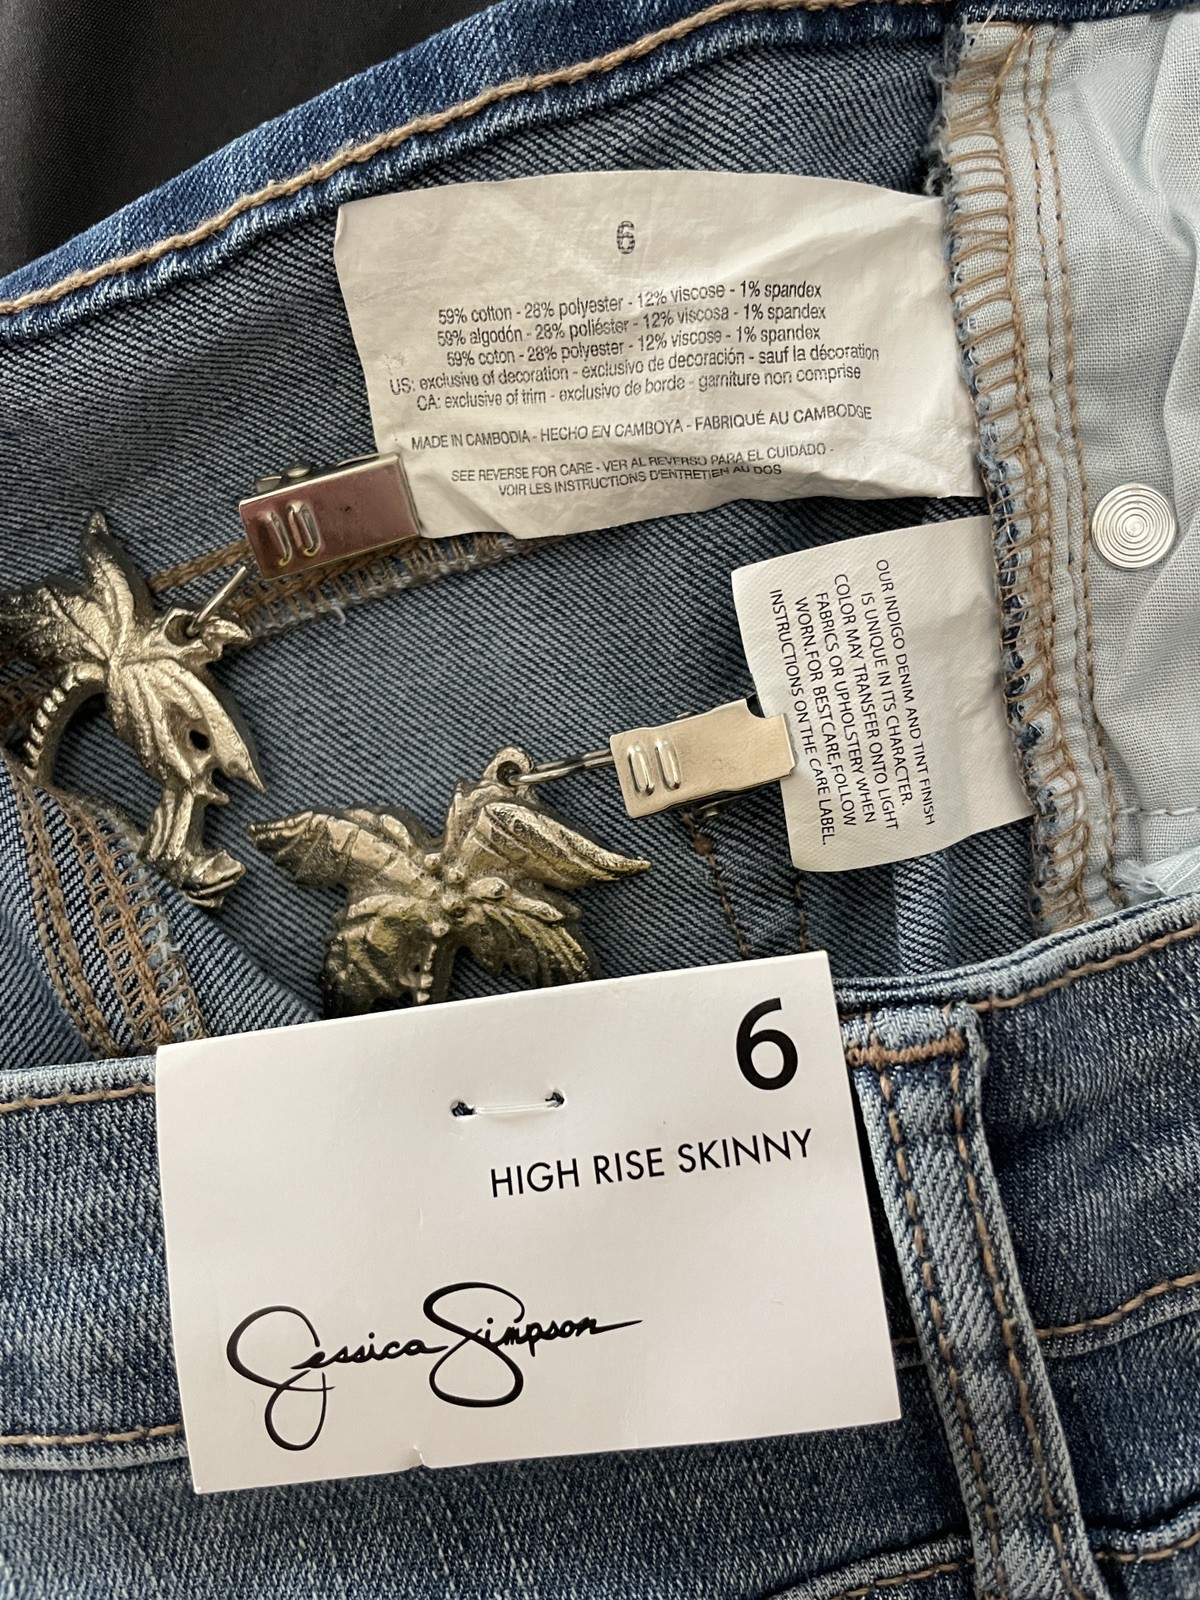 6
59% cotton - 28% polyester - 12% viscose - 1% spandex
59% algodón - 28% poliéster - 12% viscosa - 1% spandex
59% coton - 28% polyester - 12% viscose - 1% spandex
US: exclusive of decoration - exclusivo de decoración - sauf la décoration
CA: exclusive of trim - exclusivo de borde - garniture non comprise
MADE IN CAMBODIA - HECHO EN CAMBOYA - FABRIQUÉ AU CAMBODGE
SEE REVERSE FOR CARE - VER AL REVERSO PARA EL CUIDADO -
VOIR LES INSTRUCTIONS D'ENTRETIEN AU DOS
OUR INDIGO DENIM AND TINT FINISH
IS UNIQUE IN ITS CHARACTER.
COLOR MAY TRANSFER ONTO LIGHT
FABRICS OR UPHOLSTERY WHEN
WORN.FOR BEST CARE,FOLLOW
INSTRUCTIONS ON THE CARE LABEL.
6
HIGH RISE SKINNY
Jessica Simpson